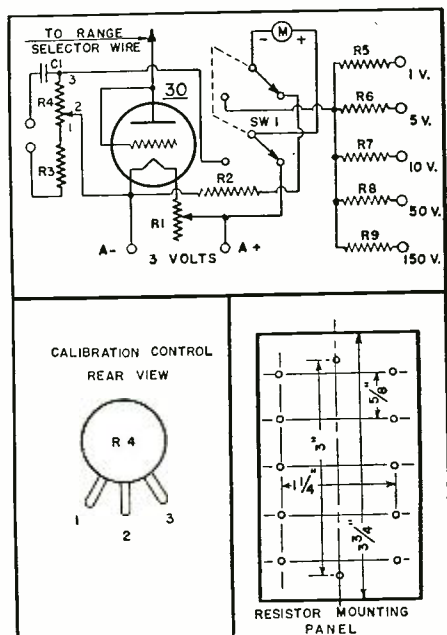 TO RANGE
SELECTOR WIRE
C1
3
30
R4
2
1
R3
R1
R2
A-
3 VOLTS
A+
- M +
SW 1
R5
1 V.
R6
5 V.
R7
10 V.
R8
50 V.
R9
150 V.
CALIBRATION CONTROL
REAR VIEW
R 4
1
2
3
5/8"
3"
1 1/4"
3 3/4"
RESISTOR MOUNTING
PANEL